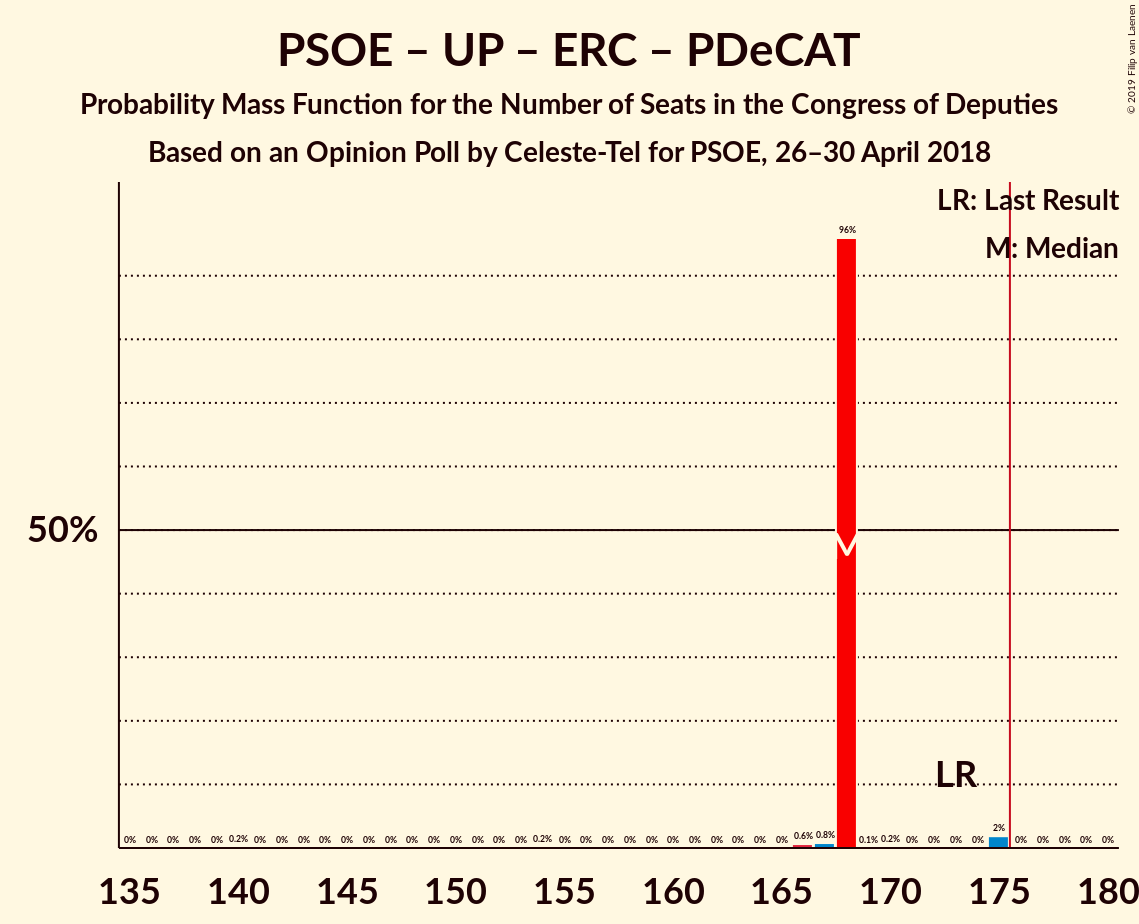 PSOE – UP – ERC – PDeCAT
Probability Mass Function for the Number of Seats in the Congress of Deputies
Based on an Opinion Poll by Celeste-Tel for PSOE, 26–30 April 2018
© 2019 Filip van Laenen
LR: Last Result
M: Median
96%
50%
LR
0% 0% 0% 0% 0% 0.2% 0% 0% 0% 0% 0% 0% 0% 0% 0% 0% 0% 0% 0% 0.2% 0% 0% 0% 0% 0% 0% 0% 0% 0% 0% 0% 0.6% 0.8% 0.1% 0.2% 0% 0% 0% 0% 2% 0% 0% 0% 0% 0%
135 140 145 150 155 160 165 170 175 180